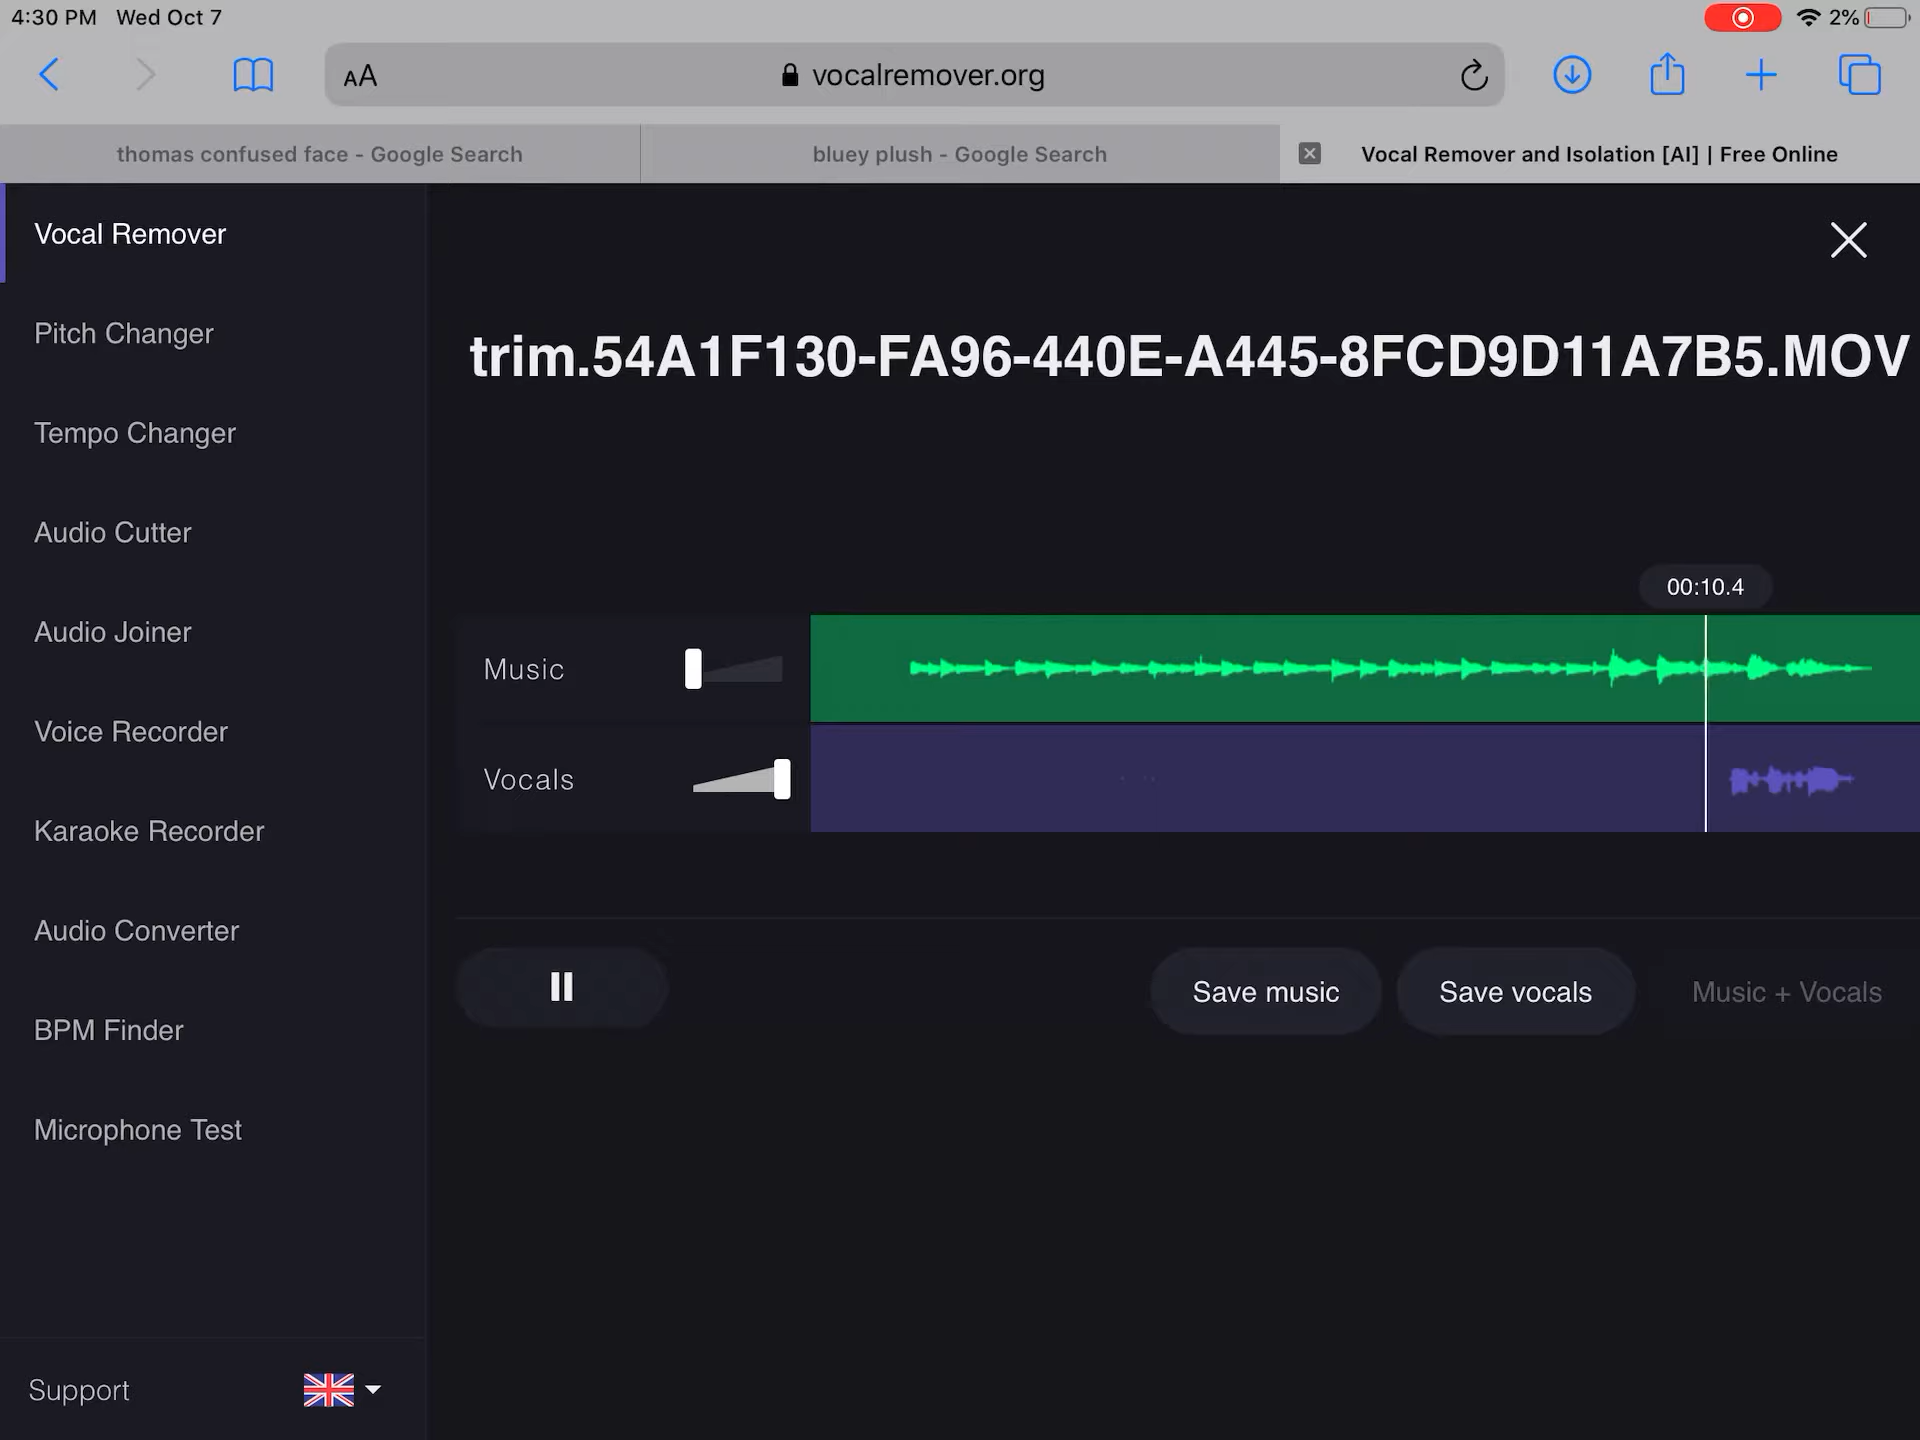 4:30 PM Wed Oct 7
2%
AA
vocalremover.org
thomas confused face - Google Search
bluey plush - Google Search
Vocal Remover and Isolation [AI] | Free Online
Vocal Remover
Pitch Changer
Tempo Changer
Audio Cutter
Audio Joiner
Voice Recorder
Karaoke Recorder
Audio Converter
BPM Finder
Microphone Test
Support
trim.54A1F130-FA96-440E-A445-8FCD9D11A7B5.MOV
00:10.4
Music
Vocals
Save music
Save vocals
Music + Vocals